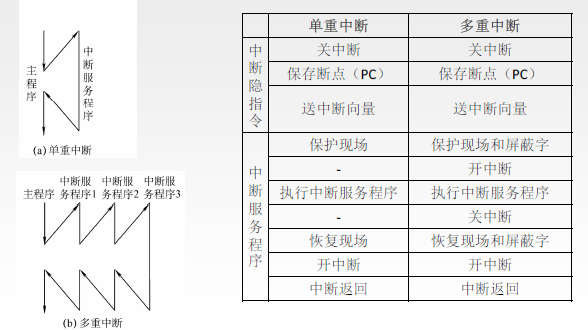 主程序
中断服务程序
(a) 单重中断
主程序
中断服务程序1
中断服务程序2
中断服务程序3
(b) 多重中断
单重中断 多重中断
中断隐指令
关中断 关中断
保存断点（PC） 保存断点（PC）
送中断向量 送中断向量
中断服务程序
保护现场 保护现场和屏蔽字
- 开中断
执行中断服务程序 执行中断服务程序
- 关中断
恢复现场 恢复现场和屏蔽字
开中断 开中断
中断返回 中断返回